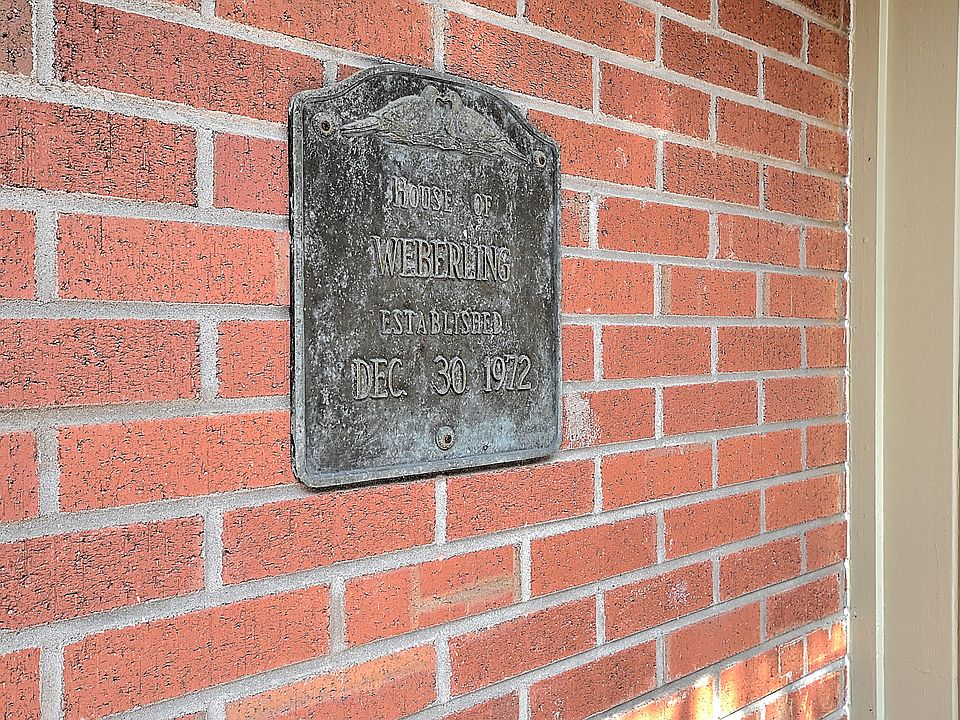 HOUSE OF
WEBERLING
ESTABLISHED
DEC. 30 1972